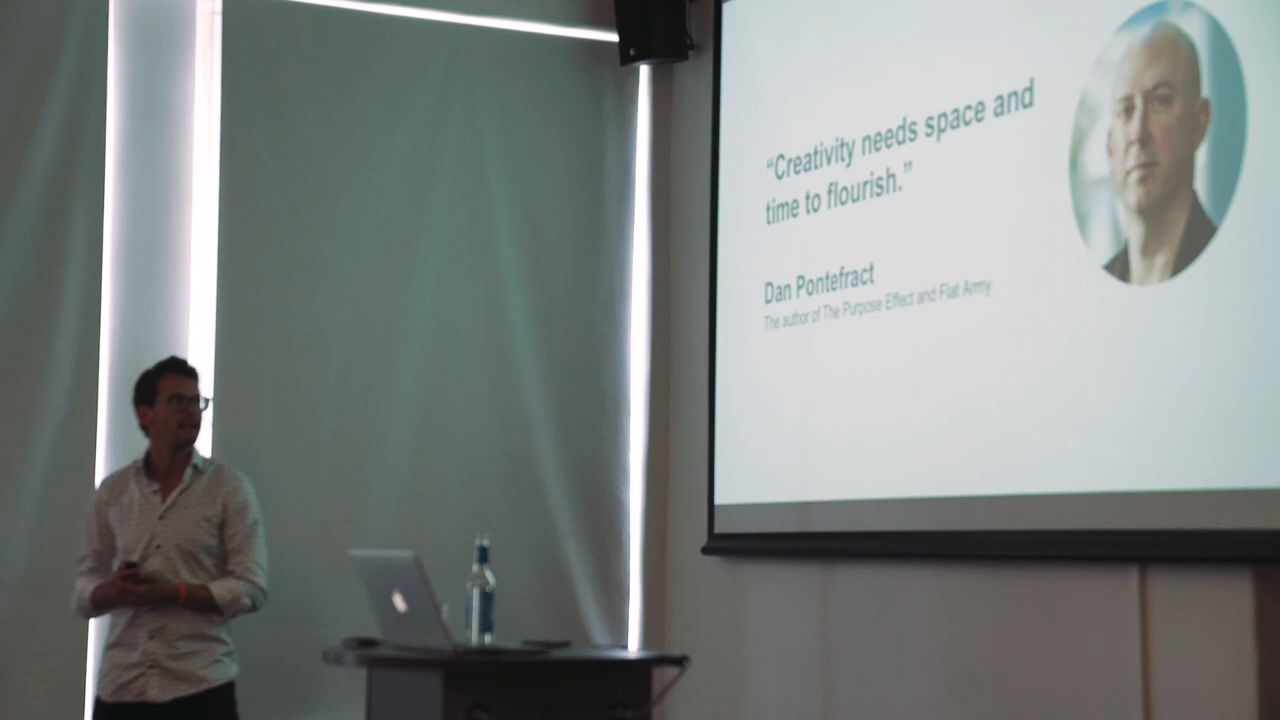 “Creativity needs space and
time to flourish.”
Dan Pontefract
The author of The Purpose Effect and Flat Army